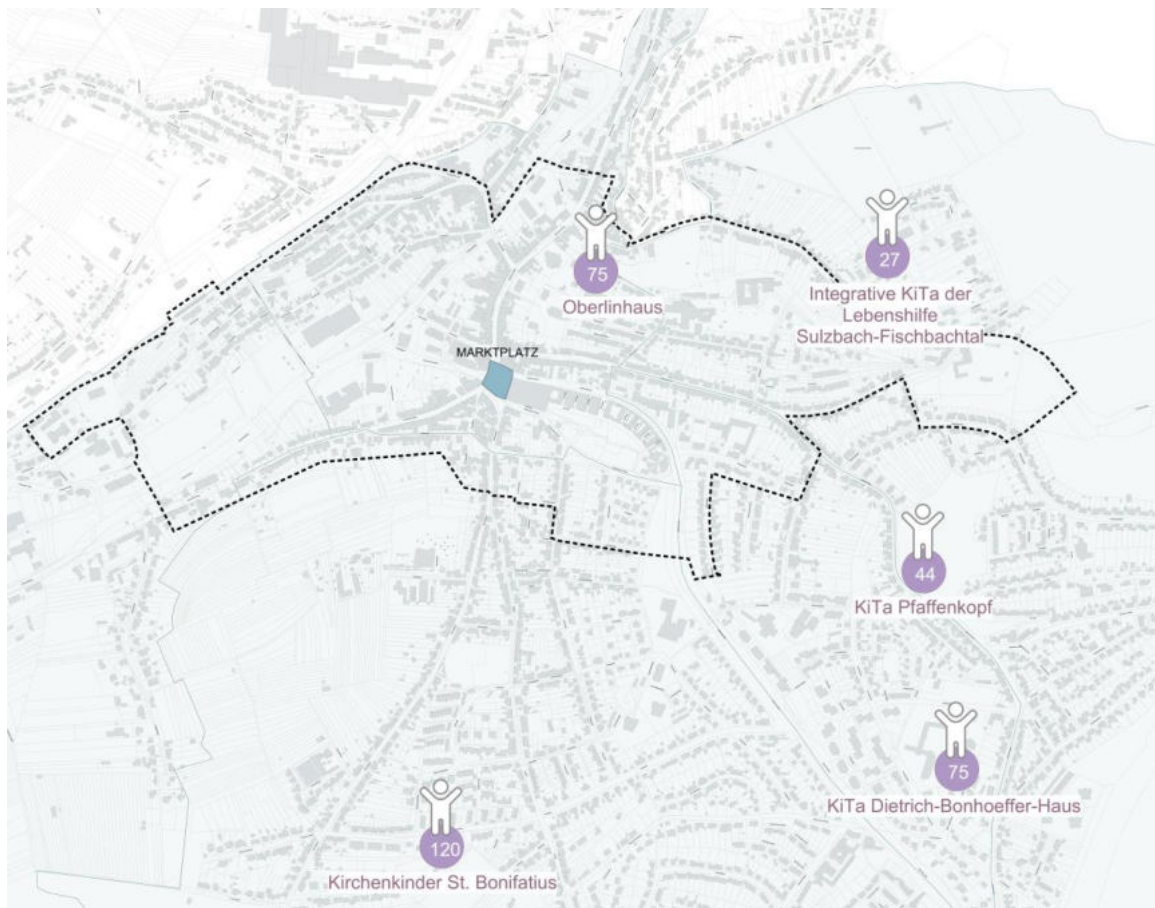 27
Integrative KiTa der
Lebenshilfe
Sulzbach-Fischbachtal
75
Oberlinhaus
MARKTPLATZ
44
KiTa Pfaffenkopf
75
KiTa Dietrich-Bonhoeffer-Haus
120
Kirchenkinder St. Bonifatius